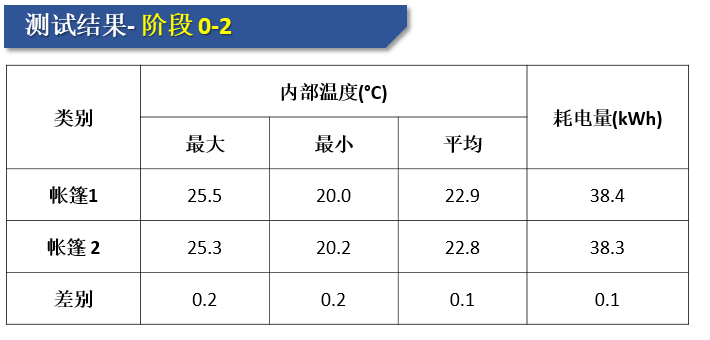 测试结果- 阶段 0-2
类别 内部温度(°C) 耗电量(kWh)
最大 最小 平均
帐篷1 25.5 20.0 22.9 38.4
帐篷 2 25.3 20.2 22.8 38.3
差别 0.2 0.2 0.1 0.1